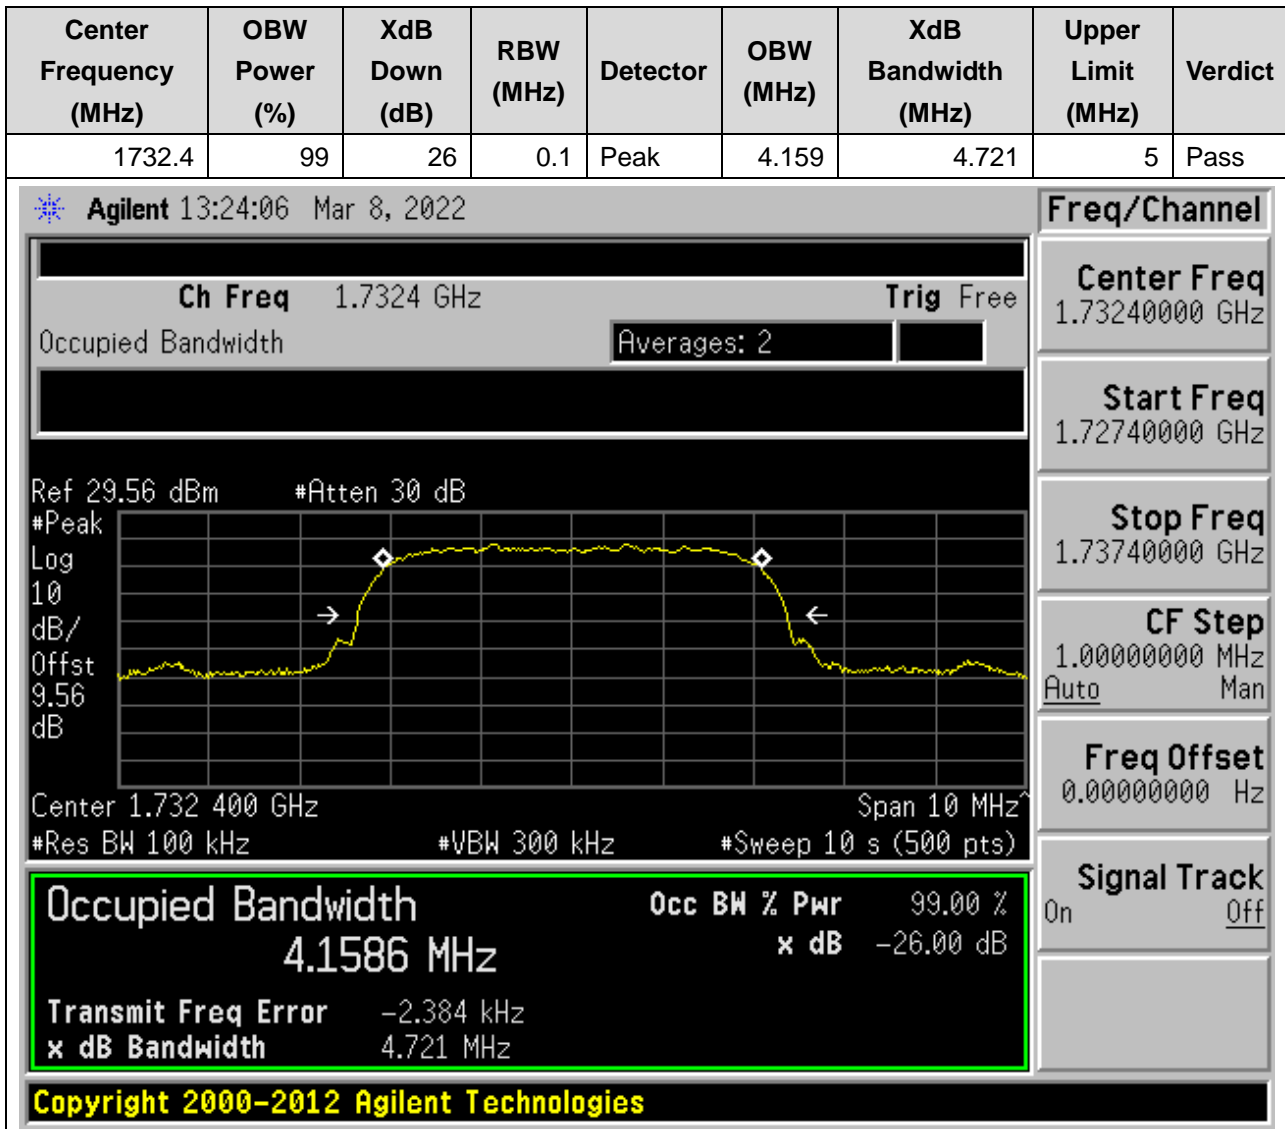 Center Frequency (MHz) OBW Power (%) XdB Down (dB) RBW (MHz) Detector OBW (MHz) XdB Bandwidth (MHz) Upper Limit (MHz) Verdict
1732.4 99 26 0.1 Peak 4.159 4.721 5 Pass
Agilent 13:24:06 Mar 8, 2022
Freq/Channel
Ch Freq 1.7324 GHz Trig Free
Occupied Bandwidth Averages: 2
Center Freq
1.73240000 GHz
Start Freq
1.72740000 GHz
Stop Freq
1.73740000 GHz
CF Step
1.00000000 MHz
Auto Man
Freq Offset
0.00000000 Hz
Signal Track
On Off
Ref 29.56 dBm #Atten 30 dB
#Peak
Log
10
dB/
Offst
9.56
dB
Center 1.732 400 GHz Span 10 MHz^
#Res BW 100 kHz #VBW 300 kHz #Sweep 10 s (500 pts)
Occupied Bandwidth Occ BW % Pwr 99.00 %
4.1586 MHz x dB -26.00 dB
Transmit Freq Error -2.384 kHz
x dB Bandwidth 4.721 MHz
Copyright 2000-2012 Agilent Technologies